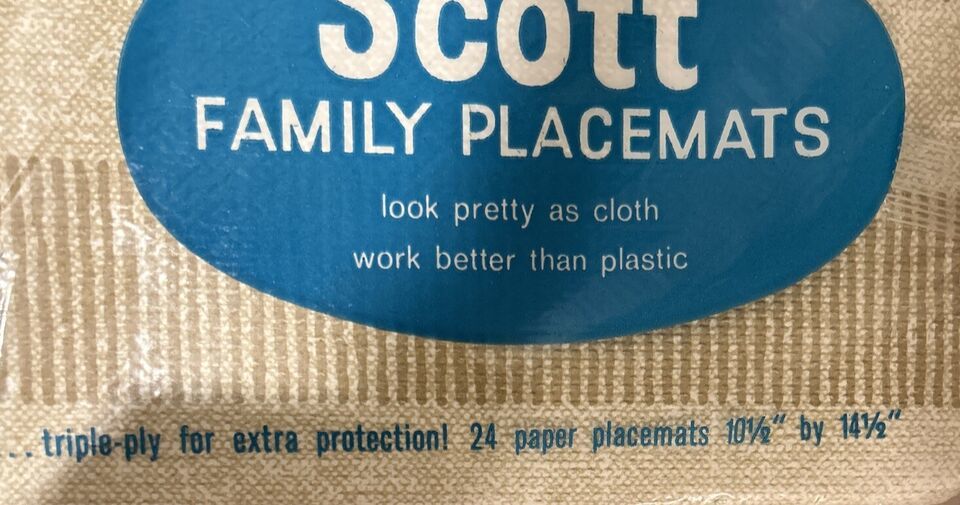 Scott
FAMILY PLACEMATS
look pretty as cloth
work better than plastic
.. triple-ply for extra protection! 24 paper placemats 10½" by 14½"